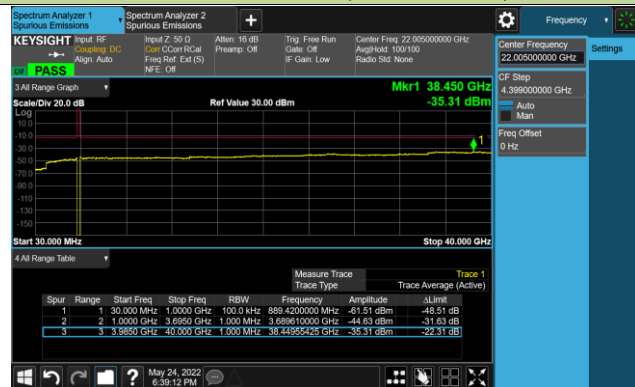 Spectrum Analyzer 1
Spurious Emissions
Spectrum Analyzer 2
Spurious Emissions
Frequency
KEYSIGHT Input: RF Input Z: 50 Ω Atten: 16 dB Trig: Free Run Center Freq: 22.005000000 GHz
Coupling: DC Corr CCorr RCal Preamp: Off Gate: Off Avg|Hold: 100/100
Align: Auto Freq Ref: Ext (S) IF Gain: Low Radio Std: None
NFE: Off
PASS
Center Frequency
22.005000000 GHz
Settings
CF Step
4.399000000 GHz
Auto
Man
Freq Offset
0 Hz
3 All Range Graph
Mkr1 38.450 GHz
Scale/Div 20.0 dB Ref Value 30.00 dBm -35.31 dBm
Log
10.0
-10.0
-30.0
-50.0
-70.0
-90.0
-110
-130
-150
1
Start 30.000 MHz Stop 40.000 GHz
4 All Range Table
Measure Trace Trace 1
Trace Type Trace Average (Active)
Spur Range Start Freq Stop Freq RBW Frequency Amplitude ΔLimit
1 1 30.000 MHz 1.0000 GHz 100.0 kHz 889.4200000 MHz -61.51 dBm -48.51 dB
2 2 1.0000 GHz 3.6950 GHz 1.000 MHz 3.689610000 GHz -44.63 dBm -31.63 dB
3 3 3.9850 GHz 40.000 GHz 1.000 MHz 38.44955425 GHz -35.31 dBm -22.31 dB
May 24, 2022
6:39:12 PM